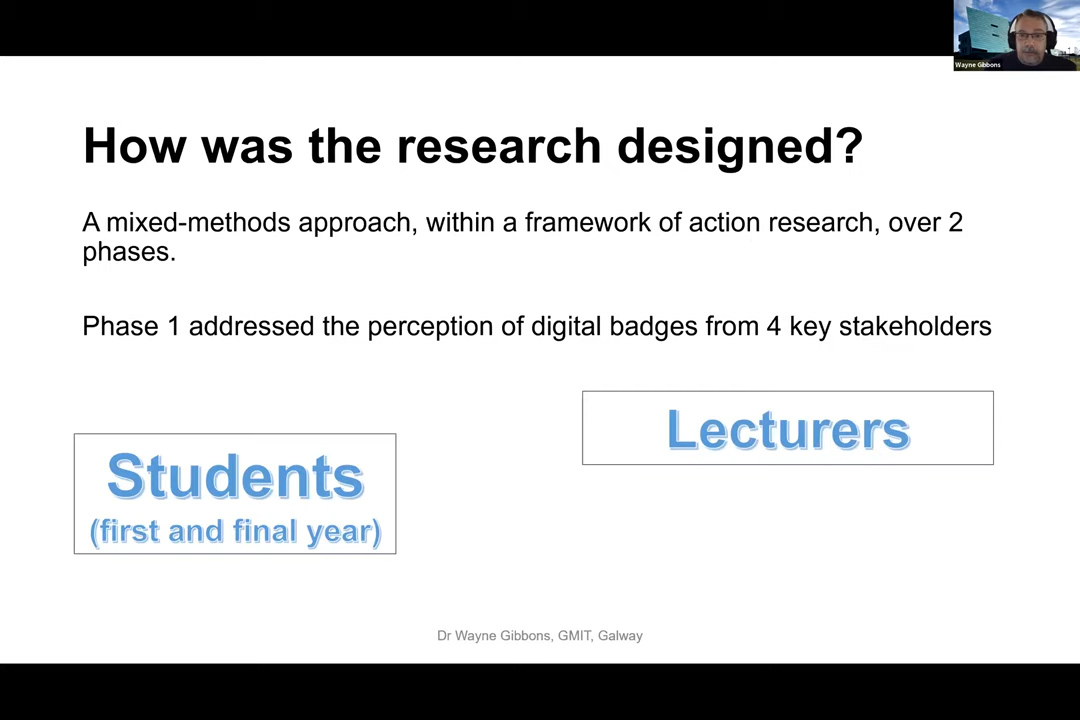 Wayne Gibbons
How was the research designed?
A mixed-methods approach, within a framework of action research, over 2
phases.
Phase 1 addressed the perception of digital badges from 4 key stakeholders
Lecturers
Students
(first and final year)
Dr Wayne Gibbons, GMIT, Galway